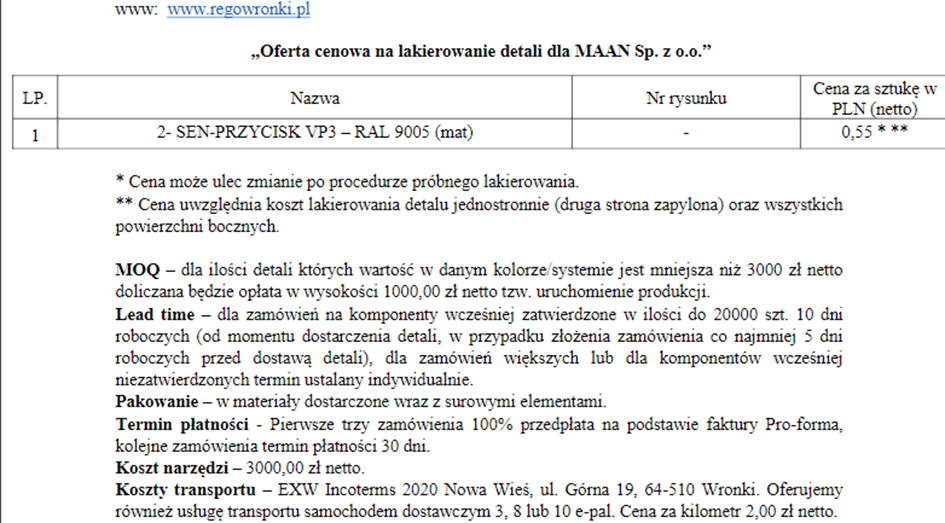 www: www.regowronki.pl
„Oferta cenowa na lakierowanie detali dla MAAN Sp. z o.o.”
LP. Nazwa Nr rysunku Cena za sztukę w PLN (netto)
1 2- SEN-PRZYCISK VP3 – RAL 9005 (mat) - 0,55 * **
* Cena może ulec zmianie po procedurze próbnego lakierowania.
** Cena uwzględnia koszt lakierowania detalu jednostronnie (druga strona zapylona) oraz wszystkich
powierzchni bocznych.
MOQ – dla ilości detali których wartość w danym kolorze/systemie jest mniejsza niż 3000 zł netto
doliczana będzie opłata w wysokości 1000,00 zł netto tzw. uruchomienie produkcji.
Lead time – dla zamówień na komponenty wcześniej zatwierdzone w ilości do 20000 szt. 10 dni
roboczych (od momentu dostarczenia detali, w przypadku złożenia zamówienia co najmniej 5 dni
roboczych przed dostawą detali), dla zamówień większych lub dla komponentów wcześniej
niezatwierdzonych termin ustalany indywidualnie.
Pakowanie – w materiały dostarczone wraz z surowymi elementami.
Termin płatności - Pierwsze trzy zamówienia 100% przedpłata na podstawie faktury Pro-forma,
kolejne zamówienia termin płatności 30 dni.
Koszt narzędzi – 3000,00 zł netto.
Koszty transportu – EXW Incoterms 2020 Nowa Wieś, ul. Górna 19, 64-510 Wronki. Oferujemy
również usługę transportu samochodem dostawczym 3, 8 lub 10 e-pal. Cena za kilometr 2,00 zł netto.